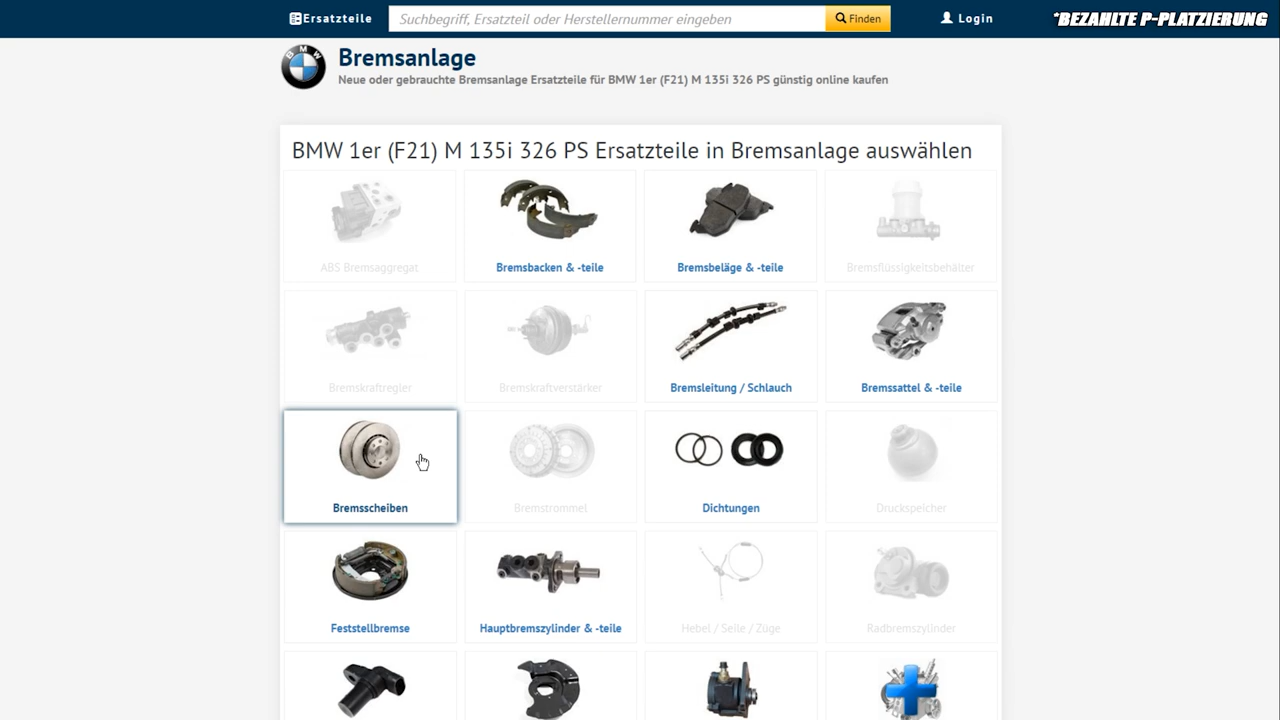 Ersatzteile
Suchbegriff, Ersatzteil oder Herstellernummer eingeben
Finden
Login
*BEZAHLTE P-PLATZIERUNG
BMW
Bremsanlage
Neue oder gebrauchte Bremsanlage Ersatzteile für BMW 1er (F21) M 135i 326 PS günstig online kaufen
BMW 1er (F21) M 135i 326 PS Ersatzteile in Bremsanlage auswählen
ABS Bremsaggregat
Bremsbacken & -teile
Bremsbeläge & -teile
Bremsflüssigkeitsbehälter
Bremskraftregler
Bremskraftverstärker
Bremsleitung / Schlauch
Bremssattel & -teile
Bremsscheiben
Bremstrommel
Dichtungen
Druckspeicher
Feststellbremse
Hauptbremszylinder & -teile
Hebel / Seile / Züge
Radbremszylinder